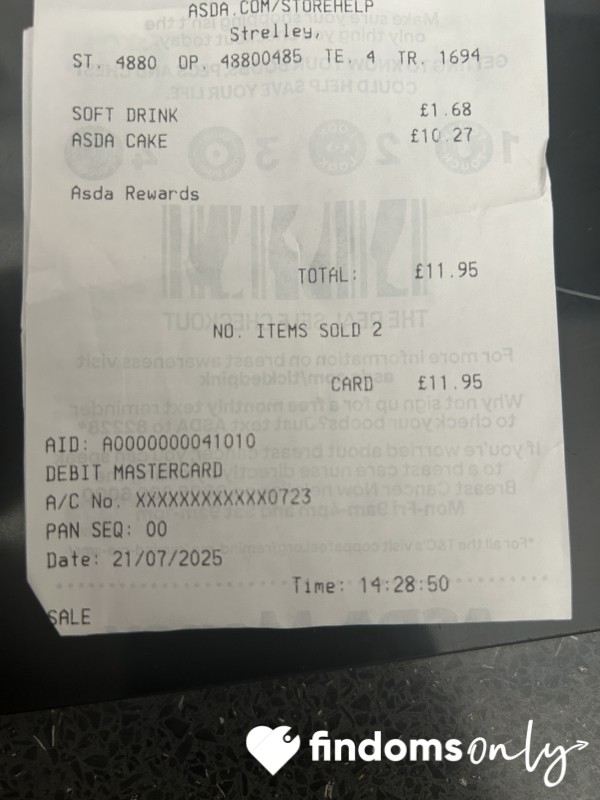 ASDA.COM/STOREHELP
Strelley,
ST. 4880 OP. 48800485 TE. 4 TR. 1694
SOFT DRINK £1.68
ASDA CAKE £10.27
Asda Rewards
TOTAL: £11.95
NO. ITEMS SOLD 2
CARD £11.95
AID: A0000000041010
DEBIT MASTERCARD
A/C No. XXXXXXXXXXXX0723
PAN SEQ: 00
Date: 21/07/2025
Time: 14:28:50
SALE
findomsonly